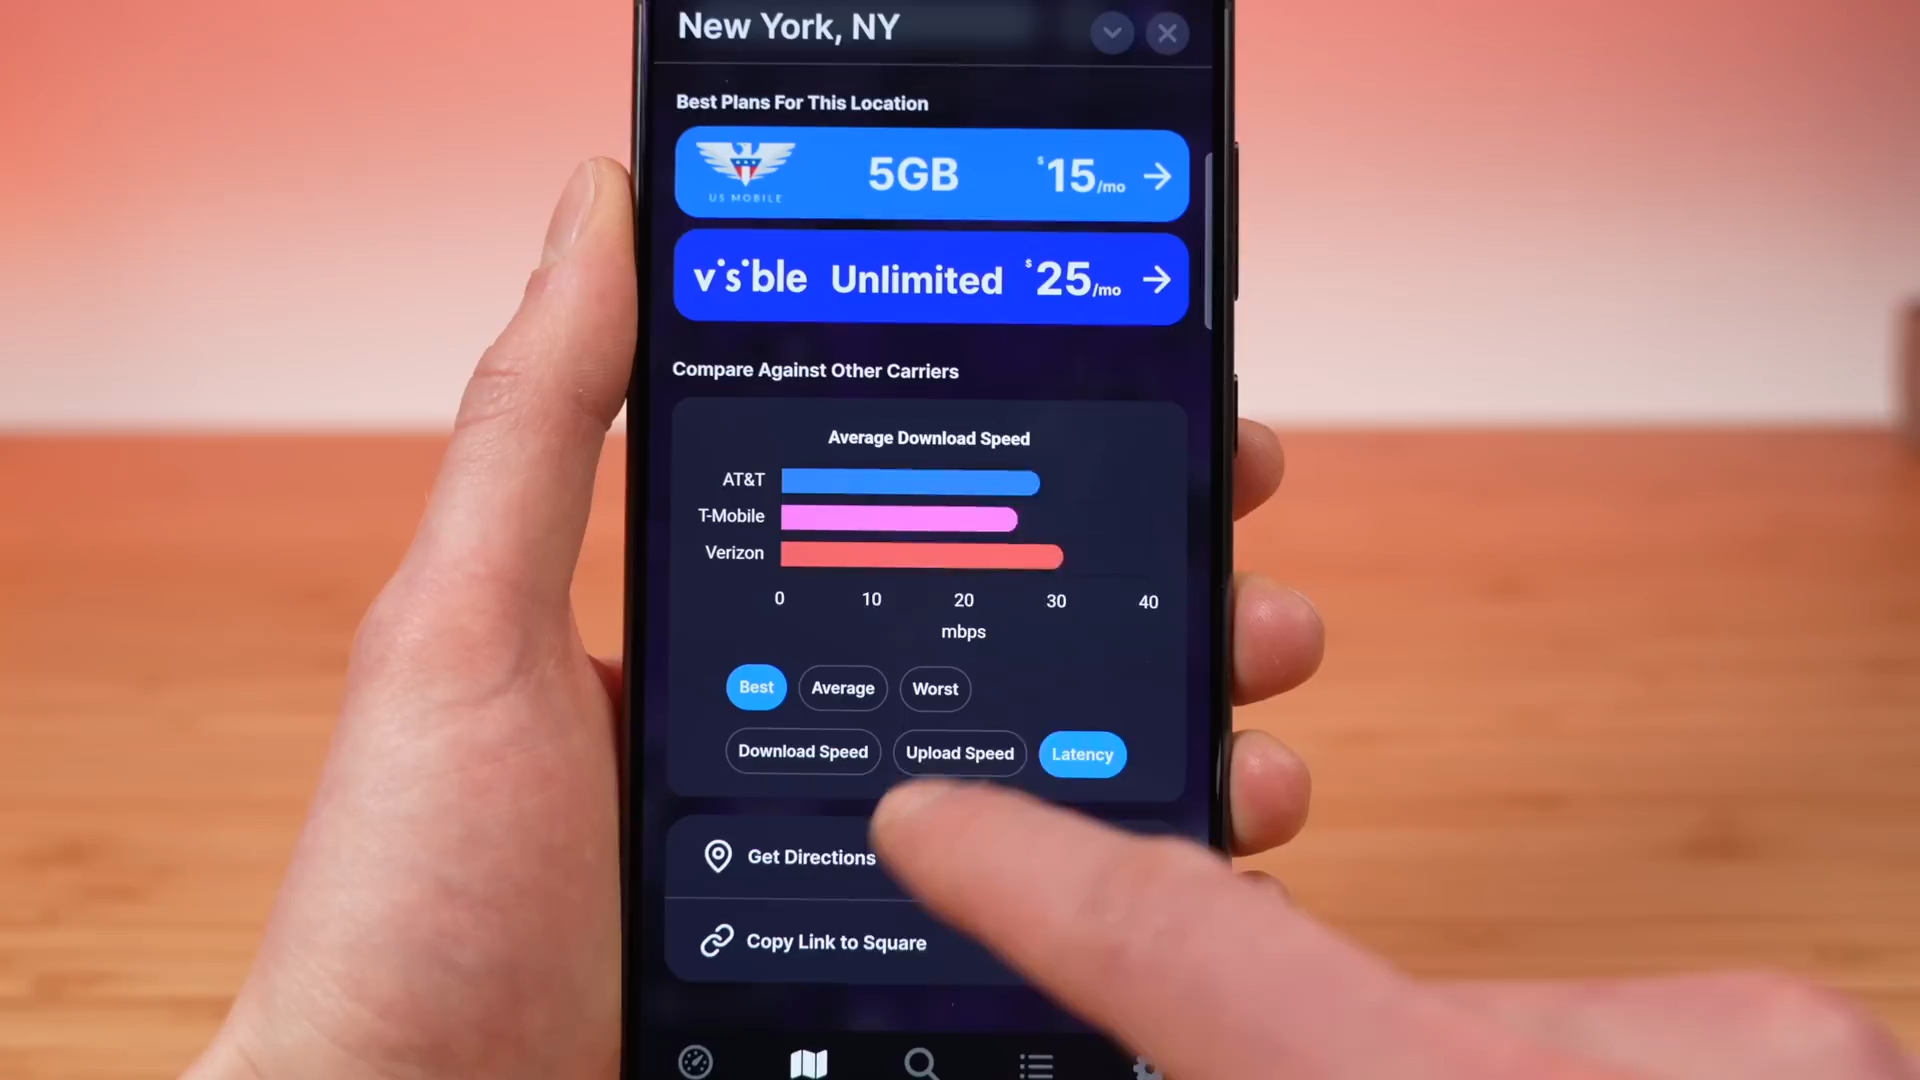 New York, NY
Best Plans For This Location
US MOBILE 5GB $15/mo
visible Unlimited $25/mo
Compare Against Other Carriers
Average Download Speed
AT&T
T-Mobile
Verizon
0 10 20 30 40
mbps
Best Average Worst
Download Speed Upload Speed Latency
Get Directions
Copy Link to Square